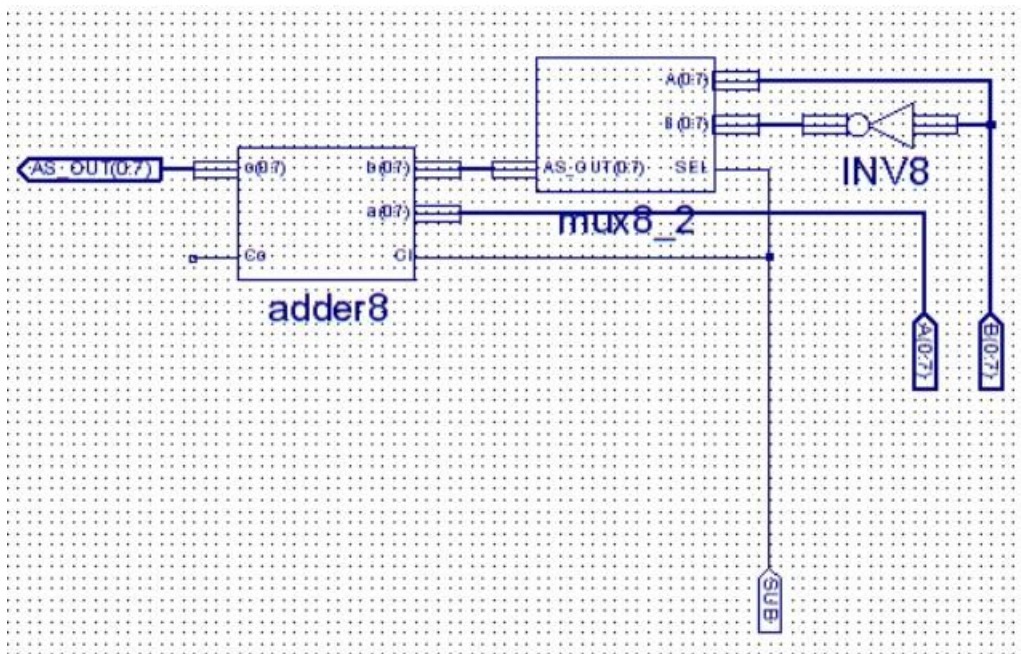 A(0:7)
B(0:7)
INV8
AS_OUT(0:7)
o(0:7)
b(0:7)
AS_OUT(0:7)
SEL
a(0:7)
mux8_2
Co
CI
adder8
A(0:7)
B(0:7)
SUB